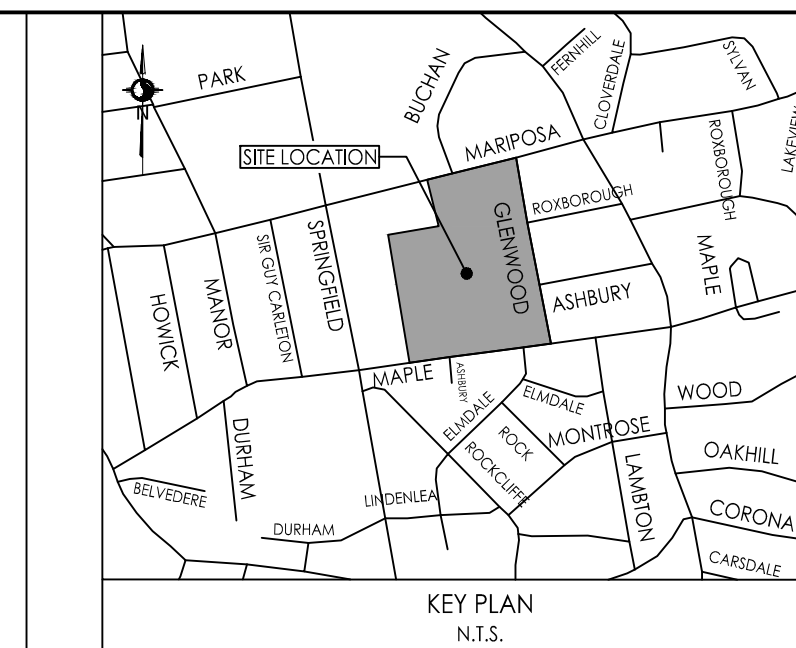 PARK
N
BUCHAN
FERNHILL
CLOVERDALE
SYLVAN
SITE LOCATION
MARIPOSA
ROXBOROUGH
LAKEVIEW
ROXBOROUGH
GLENWOOD
SPRINGFIELD
SIR GUY CARLETON
MANOR
HOWICK
MAPLE
ASHBURY
MAPLE
ASHBURY
ELMDALE
ELMDALE
WOOD
ROCK
MONTROSE
ROCKCLIFFE
DURHAM
LAMBTON
OAKHILL
BELVEDERE
LINDENLEA
CORONA
DURHAM
CARSDALE
KEY PLAN
N.T.S.